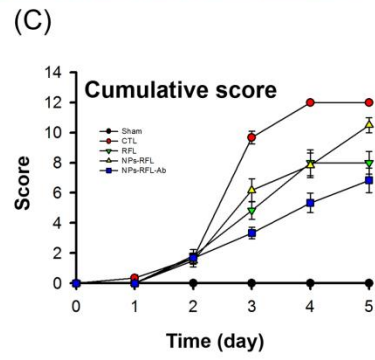 (C)
Cumulative score
Sham
CTL
RFL
NPs-RFL
NPs-RFL-Ab
Score
14
12
10
8
6
4
2
0
0 1 2 3 4 5
Time (day)